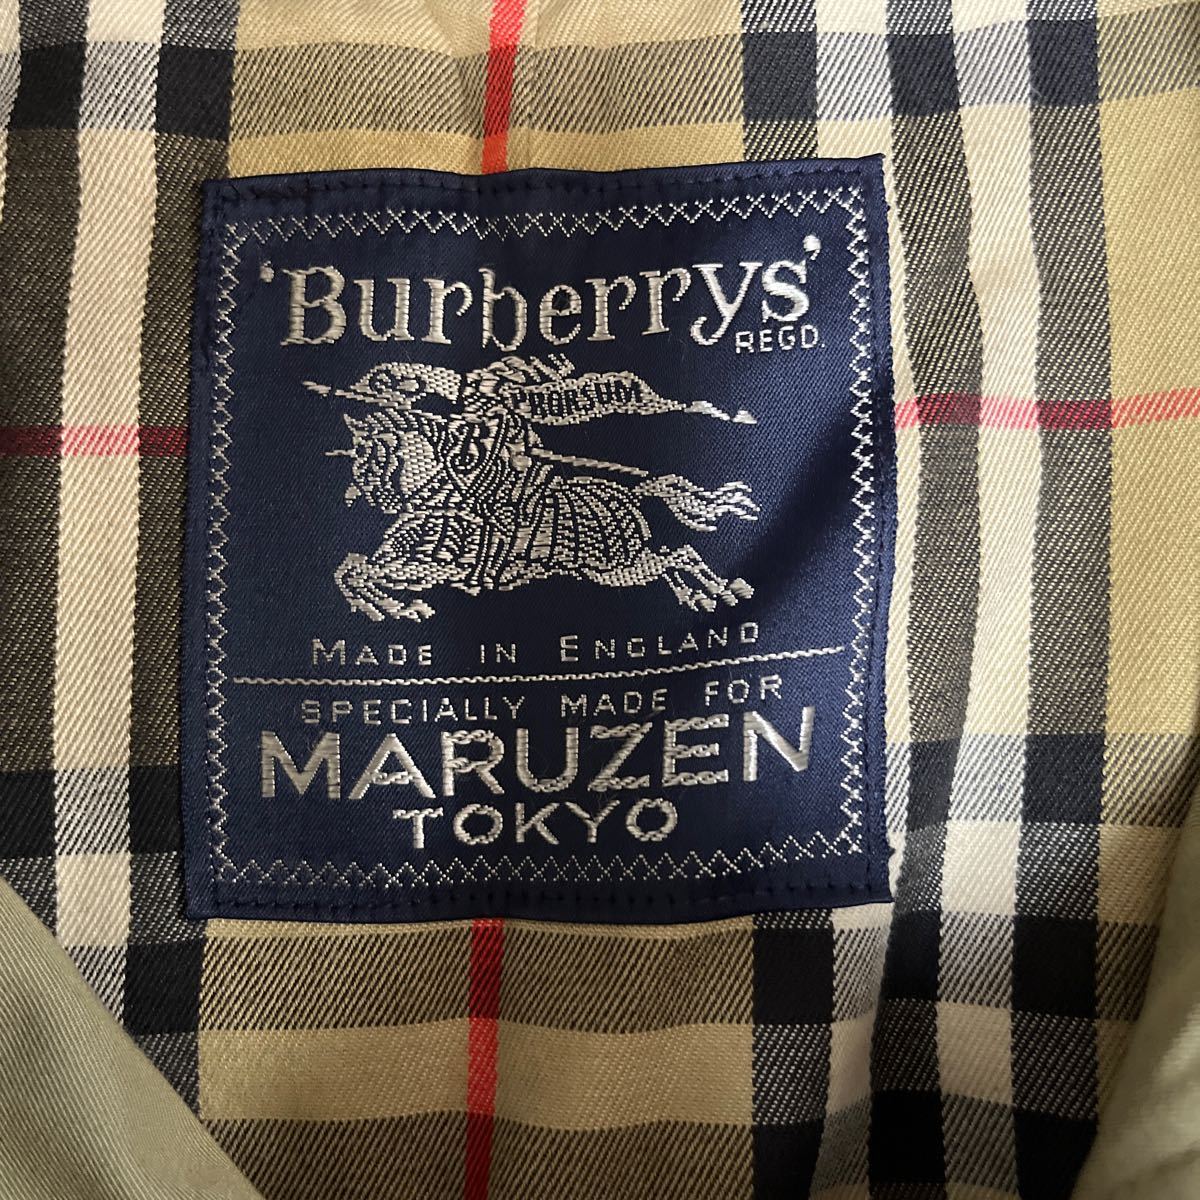 'Burberrys'
REGD
PRORSUM
MADE IN ENGLAND
SPECIALLY MADE FOR
MARUZEN
TOKYO